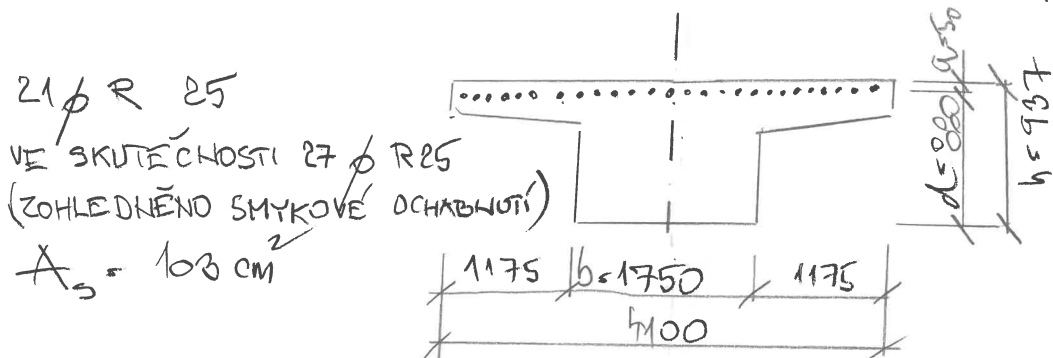 21 ϕ R 25
VE SKUTEČNOSTI 27 ϕ R25
(ZOHLEDNĚNO SMYKOVÉ OCHABNUTÍ)
Aₛ = 103 cm²
a=50
d=880
h=937
1175 b=1750 1175
4100